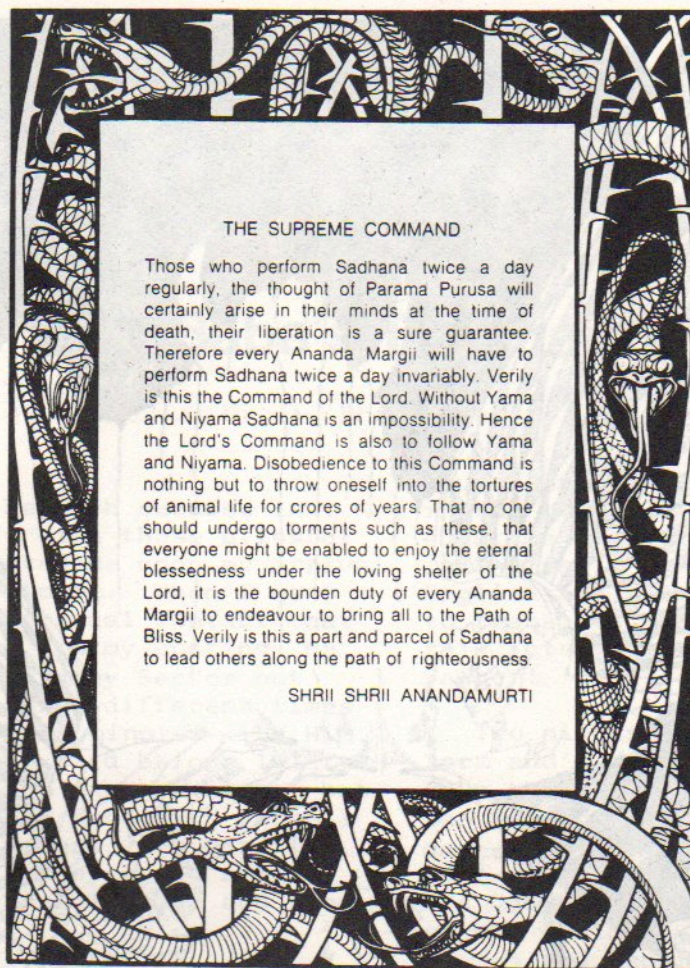 THE SUPREME COMMAND
Those who perform Sadhana twice a day
regularly, the thought of Parama Purusa will
certainly arise in their minds at the time of
death, their liberation is a sure guarantee.
Therefore every Ananda Margii will have to
perform Sadhana twice a day invariably. Verily
is this the Command of the Lord. Without Yama
and Niyama Sadhana is an impossibility. Hence
the Lord's Command is also to follow Yama
and Niyama. Disobedience to this Command is
nothing but to throw oneself into the tortures
of animal life for crores of years. That no one
should undergo torments such as these, that
everyone might be enabled to enjoy the eternal
blessedness under the loving shelter of the
Lord, it is the bounden duty of every Ananda
Margii to endeavour to bring all to the Path of
Bliss. Verily is this a part and parcel of Sadhana
to lead others along the path of righteousness.
SHRII SHRII ANANDAMURTI